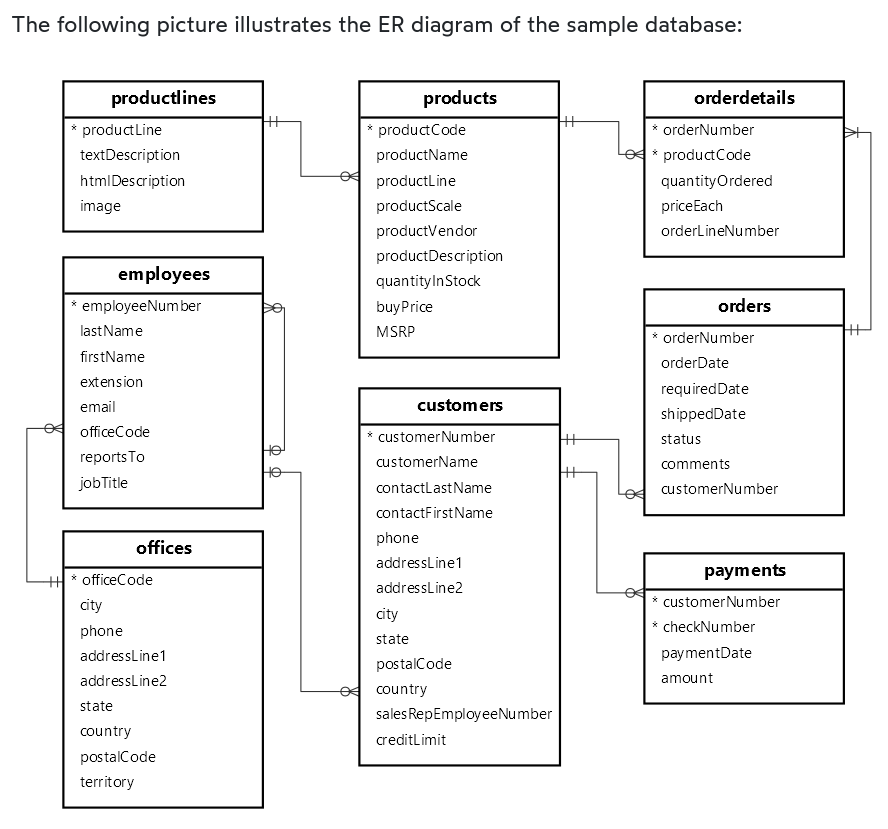 The following picture illustrates the ER diagram of the sample database:
productlines
* productLine
textDescription
htmlDescription
image
products
* productCode
productName
productLine
productScale
productVendor
productDescription
quantityInStock
buyPrice
MSRP
orderdetails
* orderNumber
* productCode
quantityOrdered
priceEach
orderLineNumber
employees
* employeeNumber
lastName
firstName
extension
email
officeCode
reportsTo
jobTitle
customers
* customerNumber
customerName
contactLastName
contactFirstName
phone
addressLine1
addressLine2
city
state
postalCode
country
salesRepEmployeeNumber
creditLimit
orders
* orderNumber
orderDate
requiredDate
shippedDate
status
comments
customerNumber
offices
* officeCode
city
phone
addressLine1
addressLine2
state
country
postalCode
territory
payments
* customerNumber
* checkNumber
paymentDate
amount